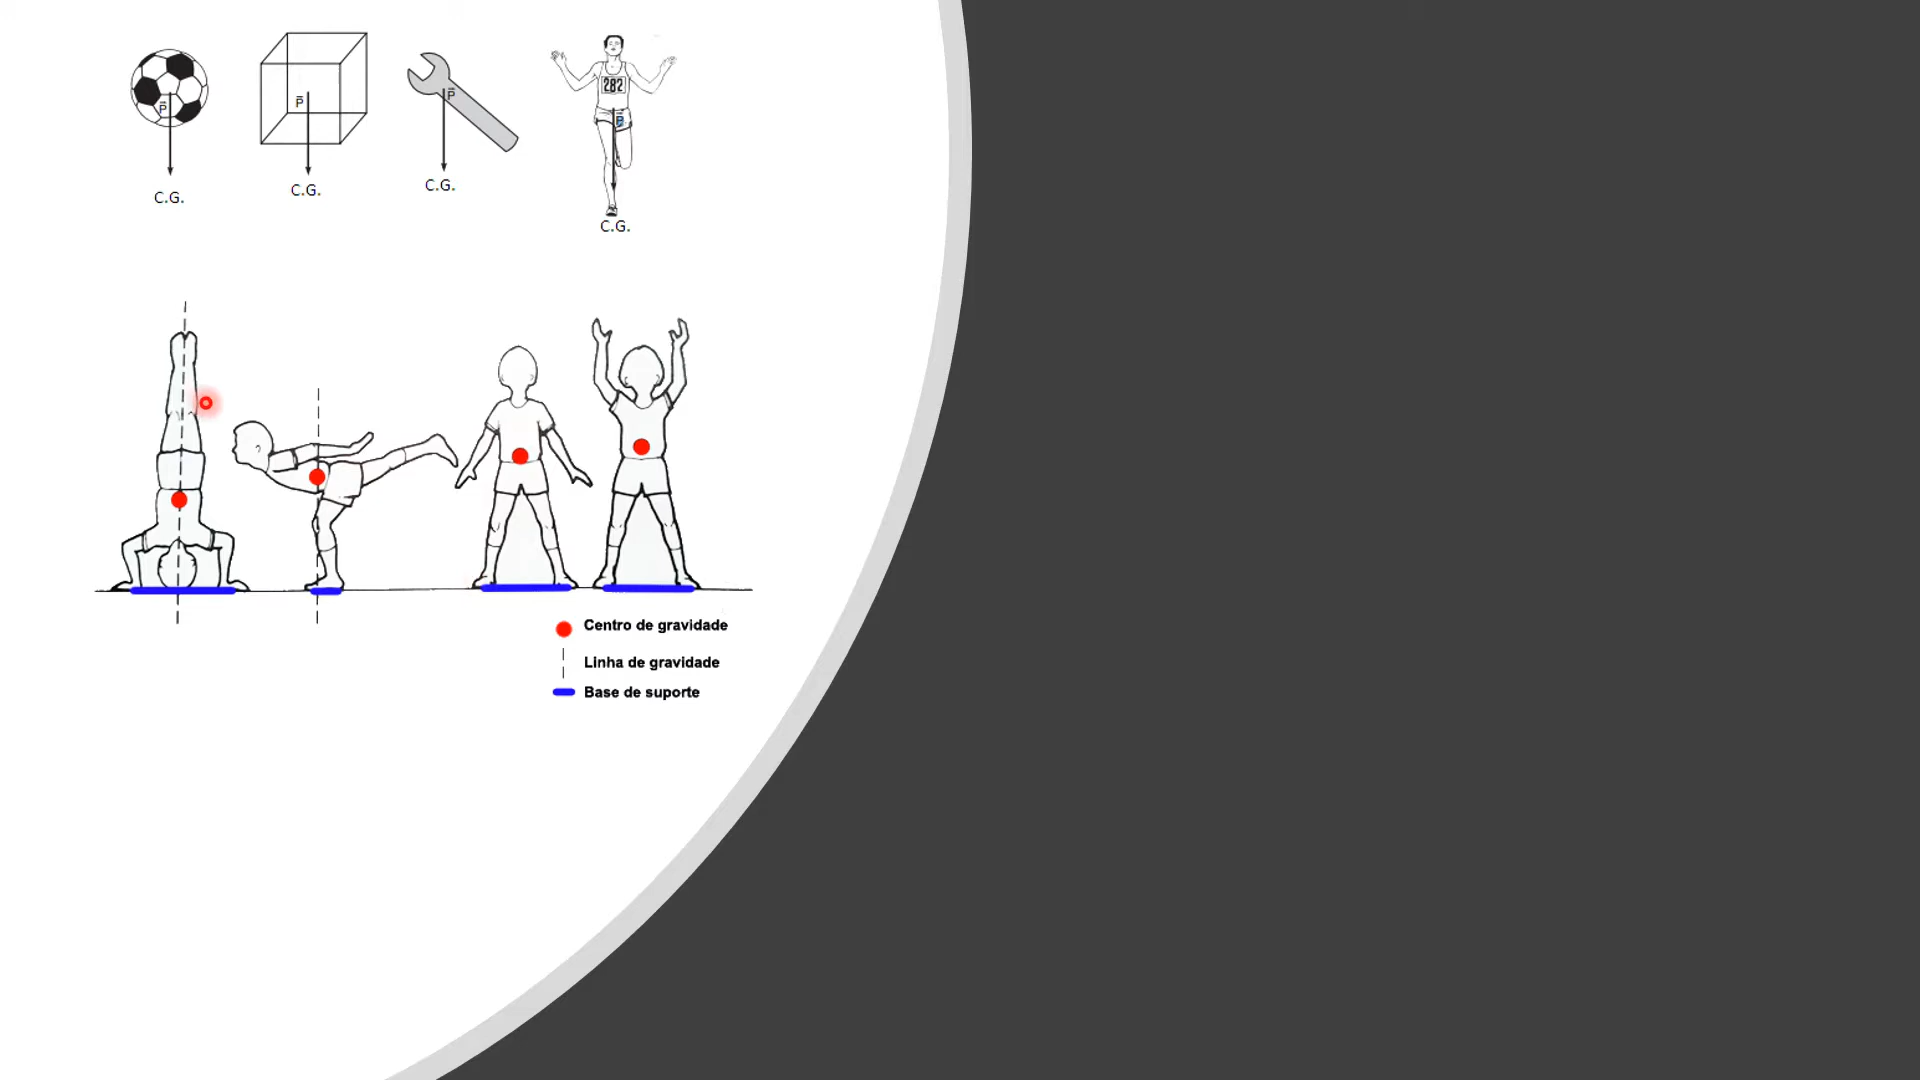 P
P
P
282
P
C.G.
C.G.
C.G.
C.G.
Centro de gravidade
Linha de gravidade
Base de suporte